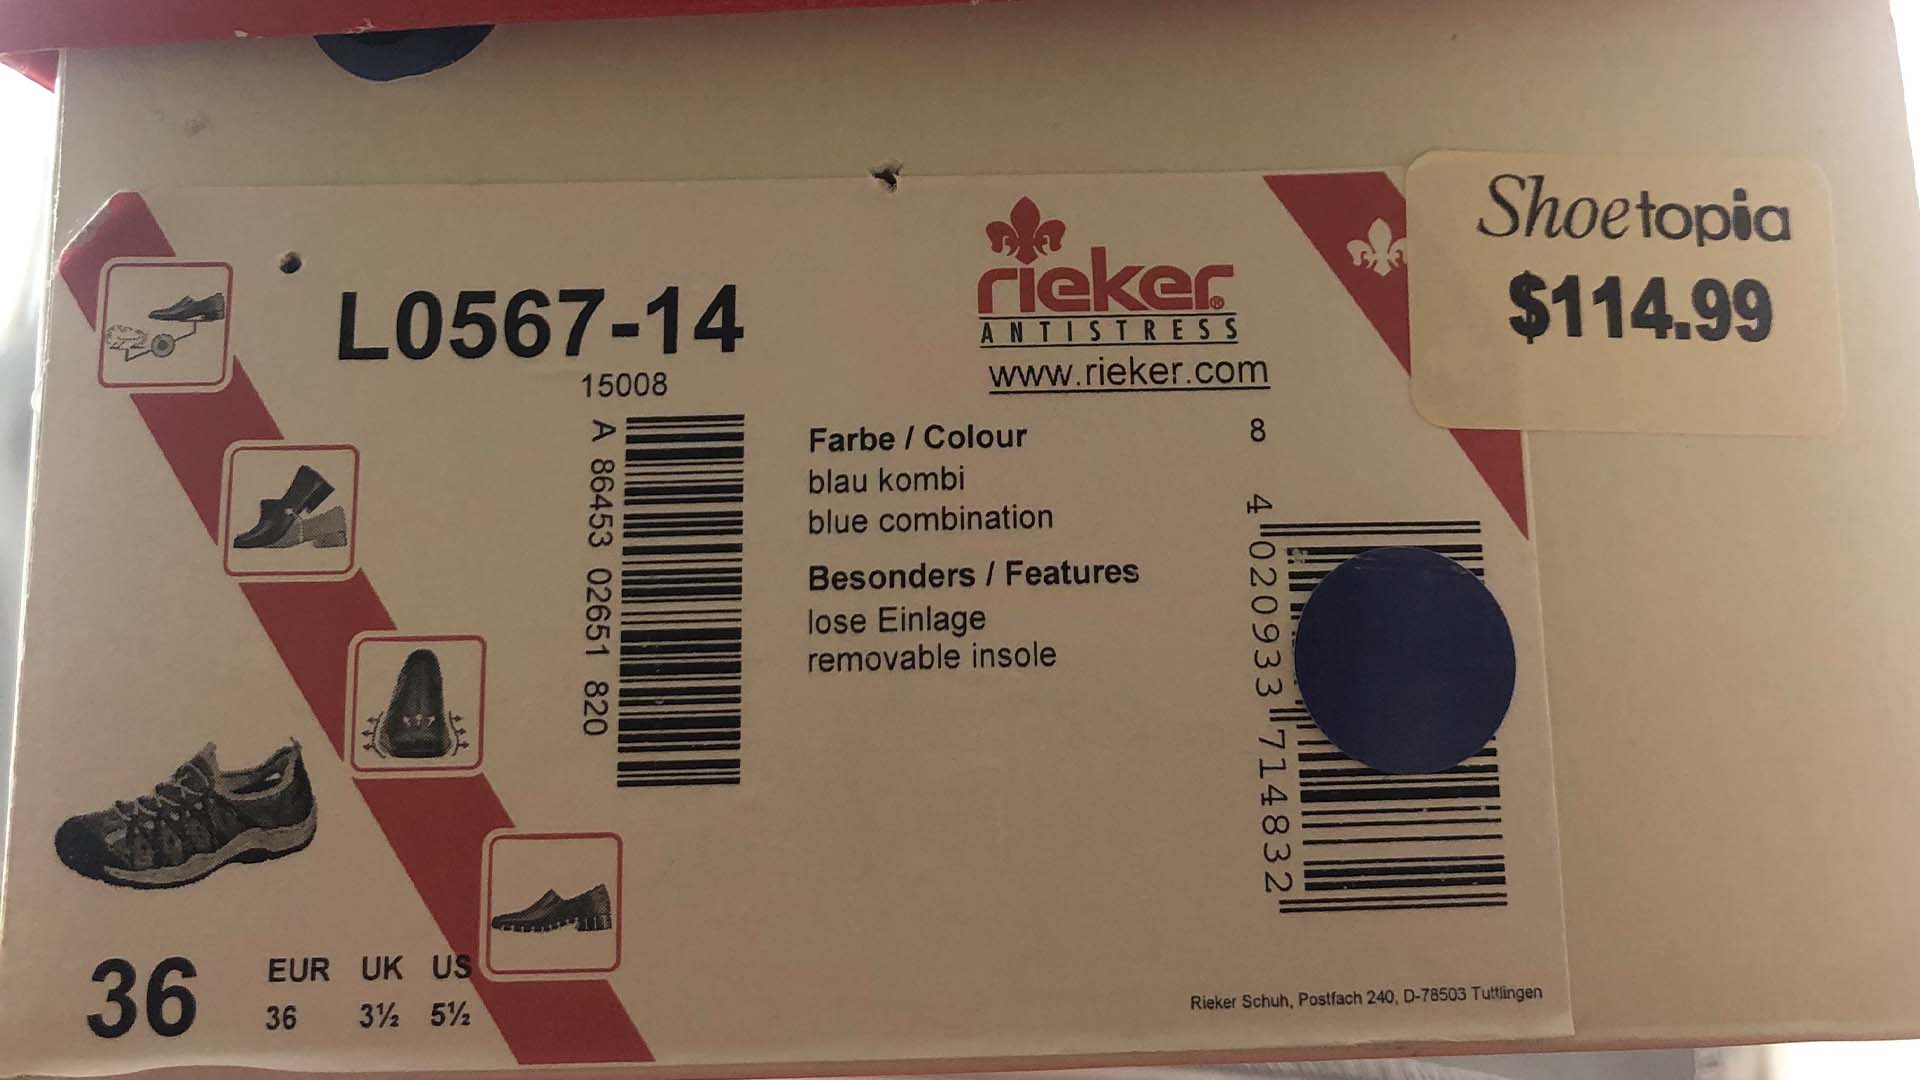 Shoetopia
$114.99
L0567-14
15008
A 86453 02651 820
rieker®
ANTISTRESS
www.rieker.com
Farbe / Colour
blau kombi
blue combination
Besonders / Features
lose Einlage
removable insole
8
4 020933 714832
36
EUR UK US
36 3½ 5½
Rieker Schuh, Postfach 240, D-78503 Tuttlingen